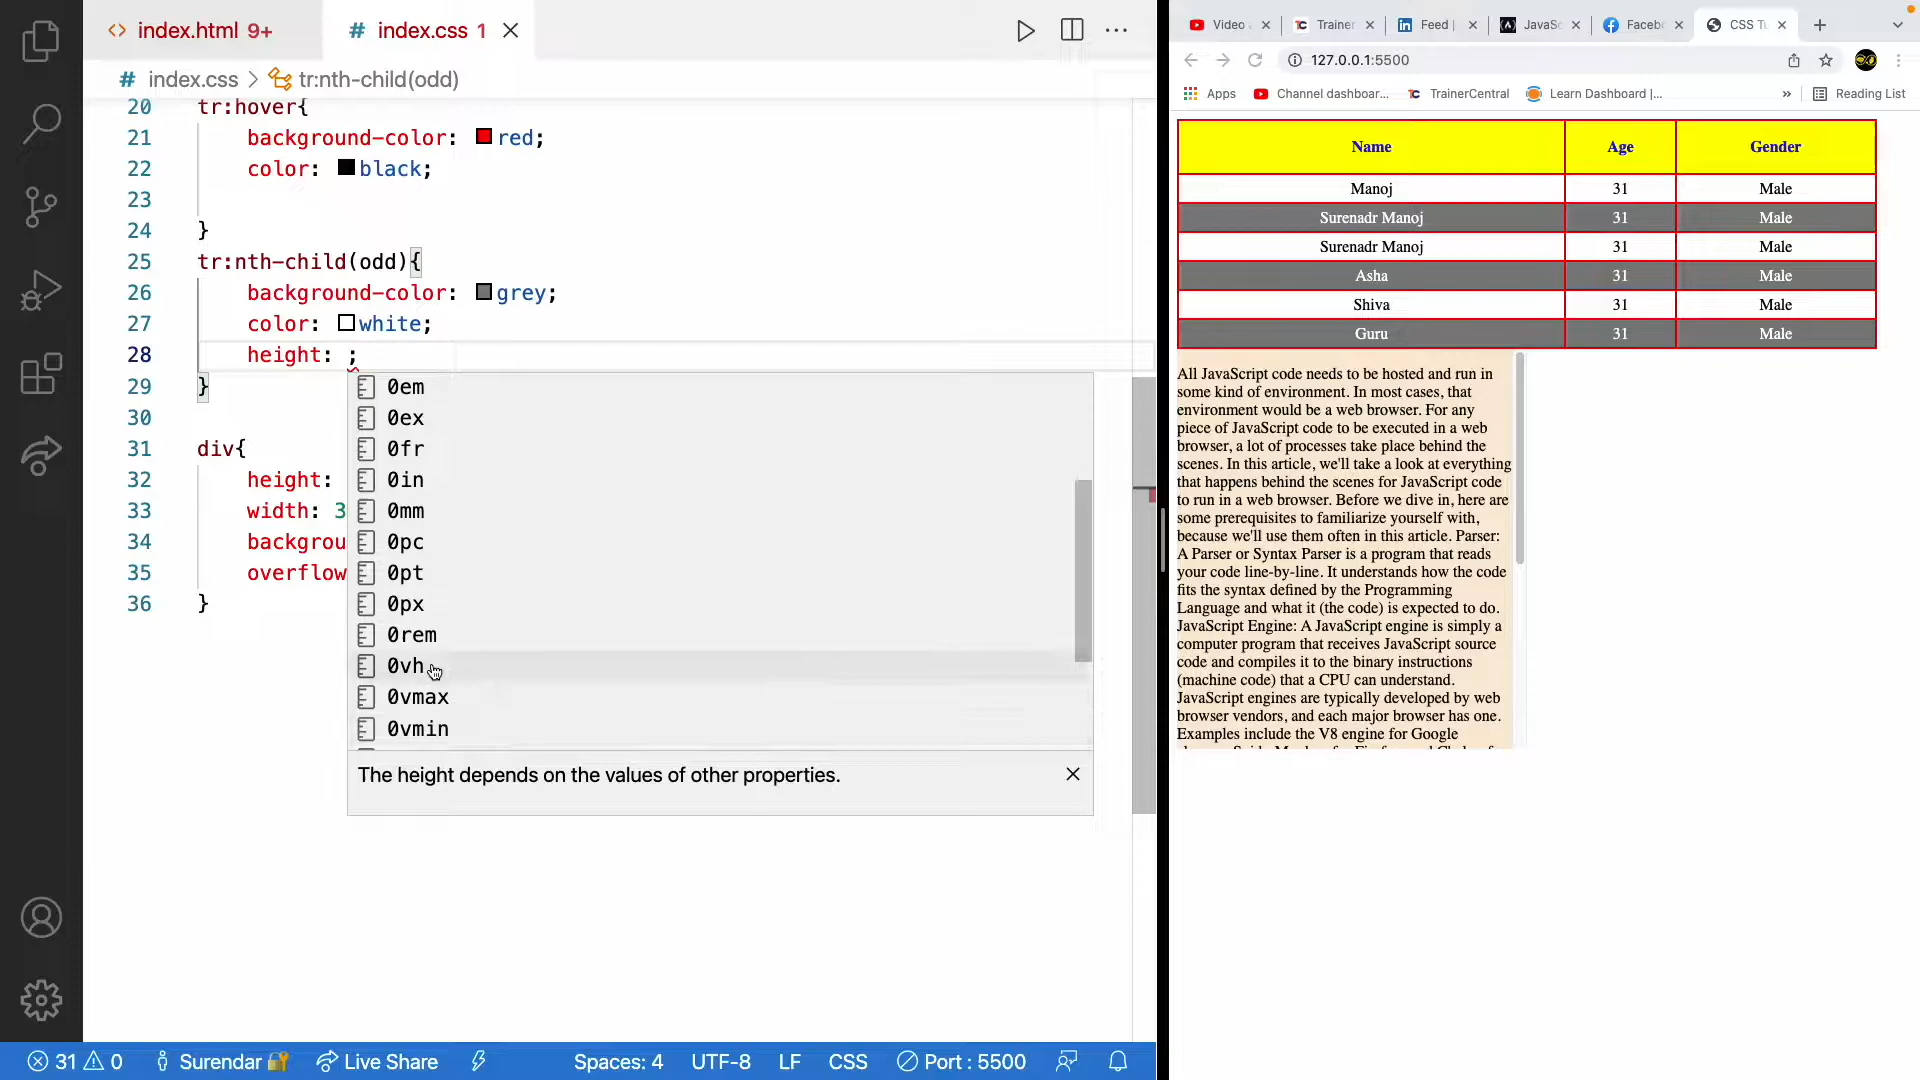 index.html 9+
index.css 1
index.css > tr:nth-child(odd)
20 tr:hover{
21 background-color: red;
22 color: black;
23
24 }
25 tr:nth-child(odd){
26 background-color: grey;
27 color: white;
28 height: ;
29 }
30
31 div{
32 height:
33 width: 3
34 backgrou
35 overflow
36 }
0em
0ex
0fr
0in
0mm
0pc
0pt
0px
0rem
0vh
0vmax
0vmin
The height depends on the values of other properties.
31 0 Surendar Live Share Spaces: 4 UTF-8 LF CSS Port : 5500
Video Trainer Feed | JavaSc Faceb CSS Tu
127.0.0.1:5500
Apps Channel dashboar... TrainerCentral Learn Dashboard |... » Reading List
Name Age Gender
Manoj 31 Male
Surenadr Manoj 31 Male
Surenadr Manoj 31 Male
Asha 31 Male
Shiva 31 Male
Guru 31 Male
All JavaScript code needs to be hosted and run in
some kind of environment. In most cases, that
environment would be a web browser. For any
piece of JavaScript code to be executed in a web
browser, a lot of processes take place behind the
scenes. In this article, we'll take a look at everything
that happens behind the scenes for JavaScript code
to run in a web browser. Before we dive in, here are
some prerequisites to familiarize yourself with,
because we'll use them often in this article. Parser:
A Parser or Syntax Parser is a program that reads
your code line-by-line. It understands how the code
fits the syntax defined by the Programming
Language and what it (the code) is expected to do.
JavaScript Engine: A JavaScript engine is simply a
computer program that receives JavaScript source
code and compiles it to the binary instructions
(machine code) that a CPU can understand.
JavaScript engines are typically developed by web
browser vendors, and each major browser has one.
Examples include the V8 engine for Google